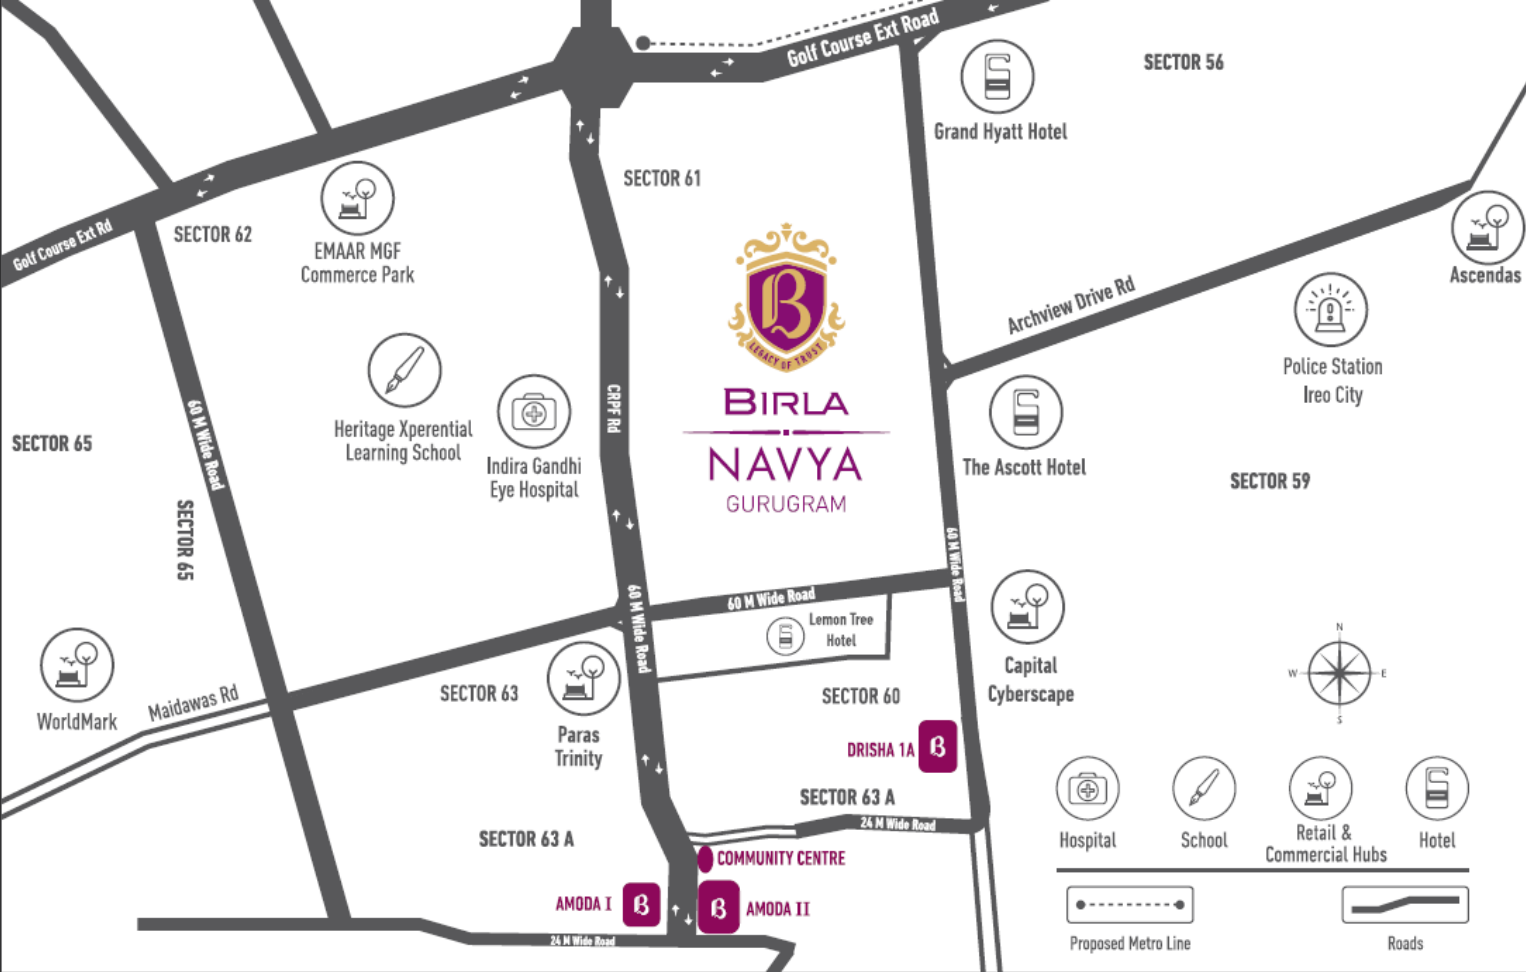 Golf Course Ext Road
SECTOR 56
Grand Hyatt Hotel
SECTOR 61
SECTOR 62
EMAAR MGF
Commerce Park
Golf Course Ext Rd
Ascendas
Archview Drive Rd
Police Station
Ireo City
B
LEGACY OF TRUST
BIRLA
NAVYA
GURUGRAM
CRPF Rd
60 M Wide Road
Heritage Xperential
Learning School
SECTOR 65
Indira Gandhi
Eye Hospital
The Ascott Hotel
SECTOR 59
SECTOR 65
60 M Wide Road
60 M Wide Road
60 M Wide Road
Lemon Tree
Hotel
Capital
Cyberscape
N
W
E
S
WorldMark
Maidawas Rd
SECTOR 63
Paras
Trinity
SECTOR 60
DRISHA 1A
B
SECTOR 63 A
24 M Wide Road
SECTOR 63 A
COMMUNITY CENTRE
AMODA I
B
B
AMODA II
24 M Wide Road
Hospital
School
Retail &
Commercial Hubs
Hotel
Proposed Metro Line
Roads